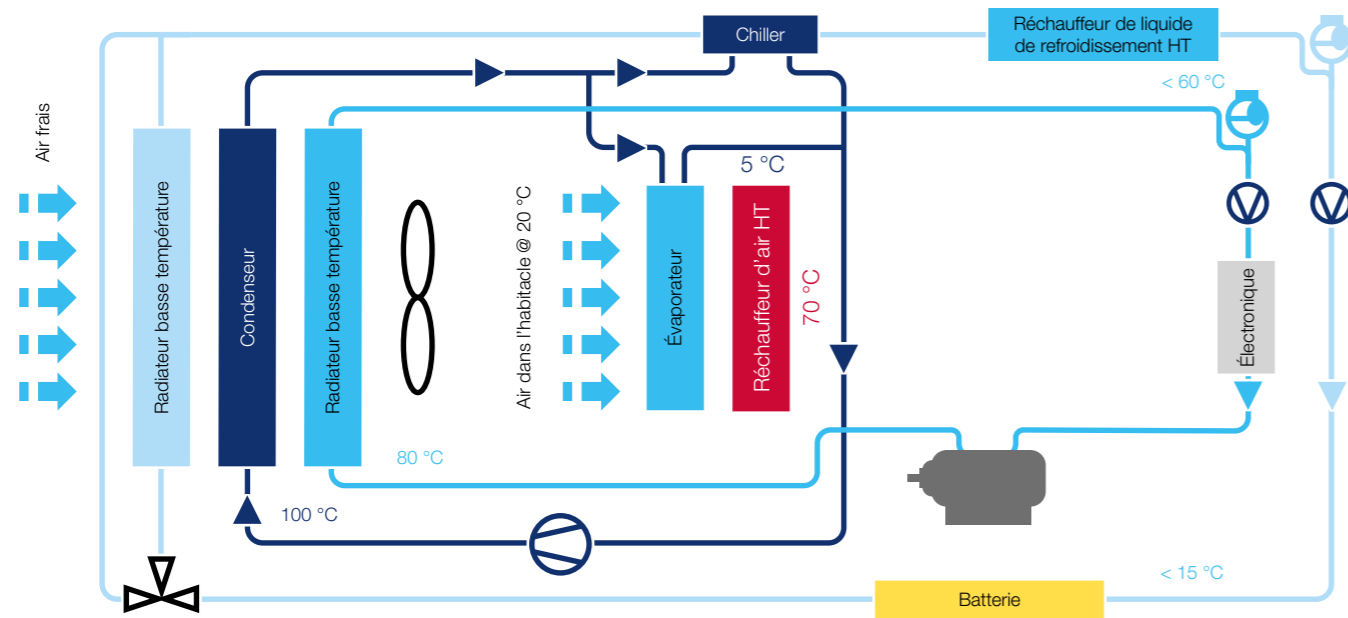 Chiller
Réchauffeur de liquide
de refroidissement HT
< 60 °C
Air frais
Radiateur basse température
Condenseur
Radiateur basse température
Air dans l'habitacle @ 20 °C
5 °C
Évaporateur
Réchauffeur d'air HT
70 °C
Électronique
80 °C
100 °C
< 15 °C
Batterie